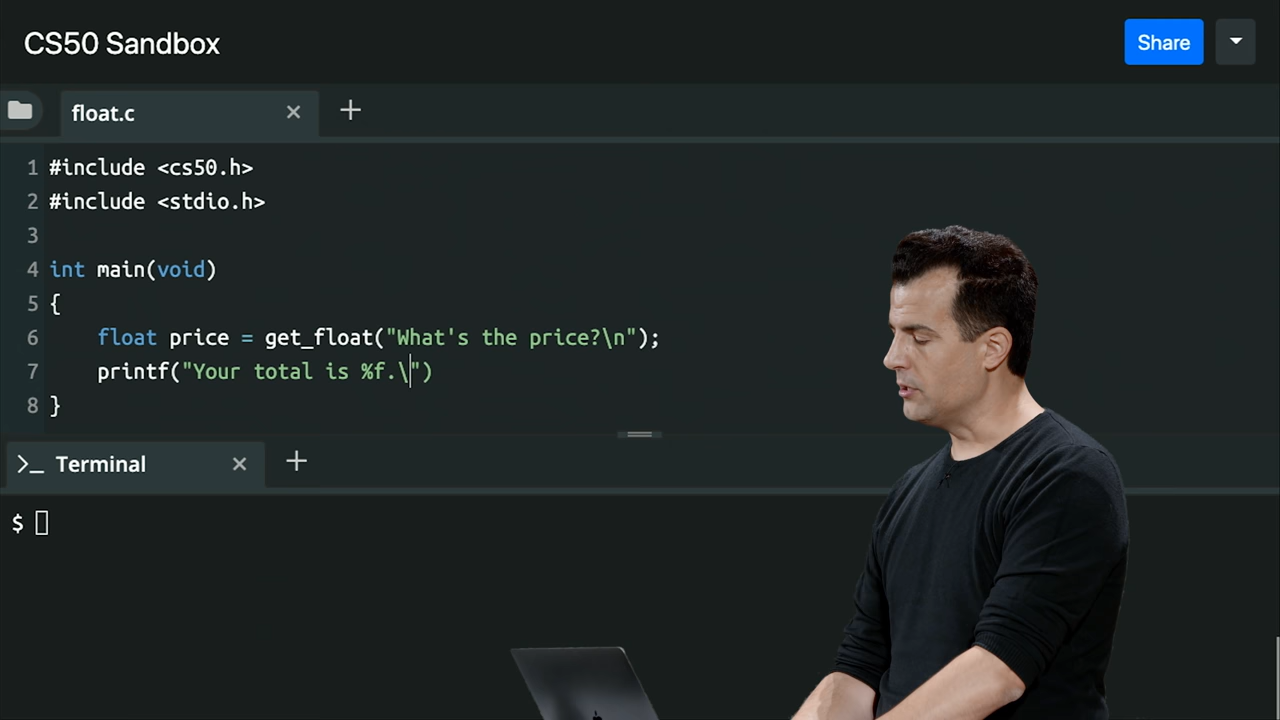 CS50 Sandbox
Share
float.c
1 #include <cs50.h>
2 #include <stdio.h>
3
4 int main(void)
5 {
6     float price = get_float("What's the price?\n");
7     printf("Your total is %f.\")
8 }
>_ Terminal
$